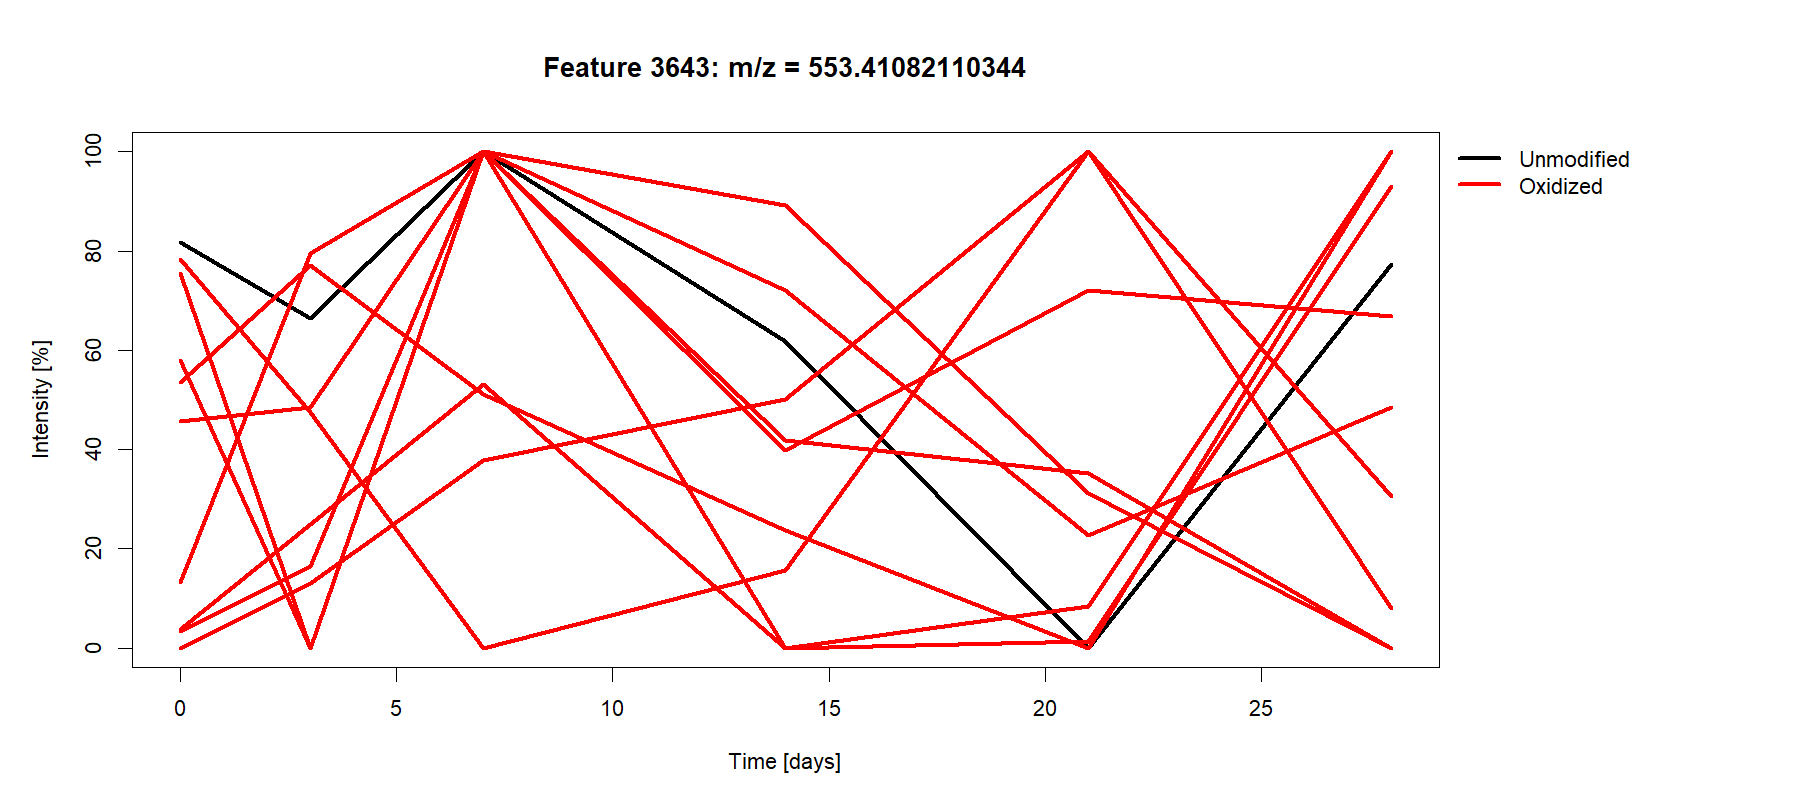 Feature 3643: m/z = 553.41082110344
Unmodified
Oxidized
Intensity [%]
100
80
60
40
20
0
0 5 10 15 20 25
Time [days]